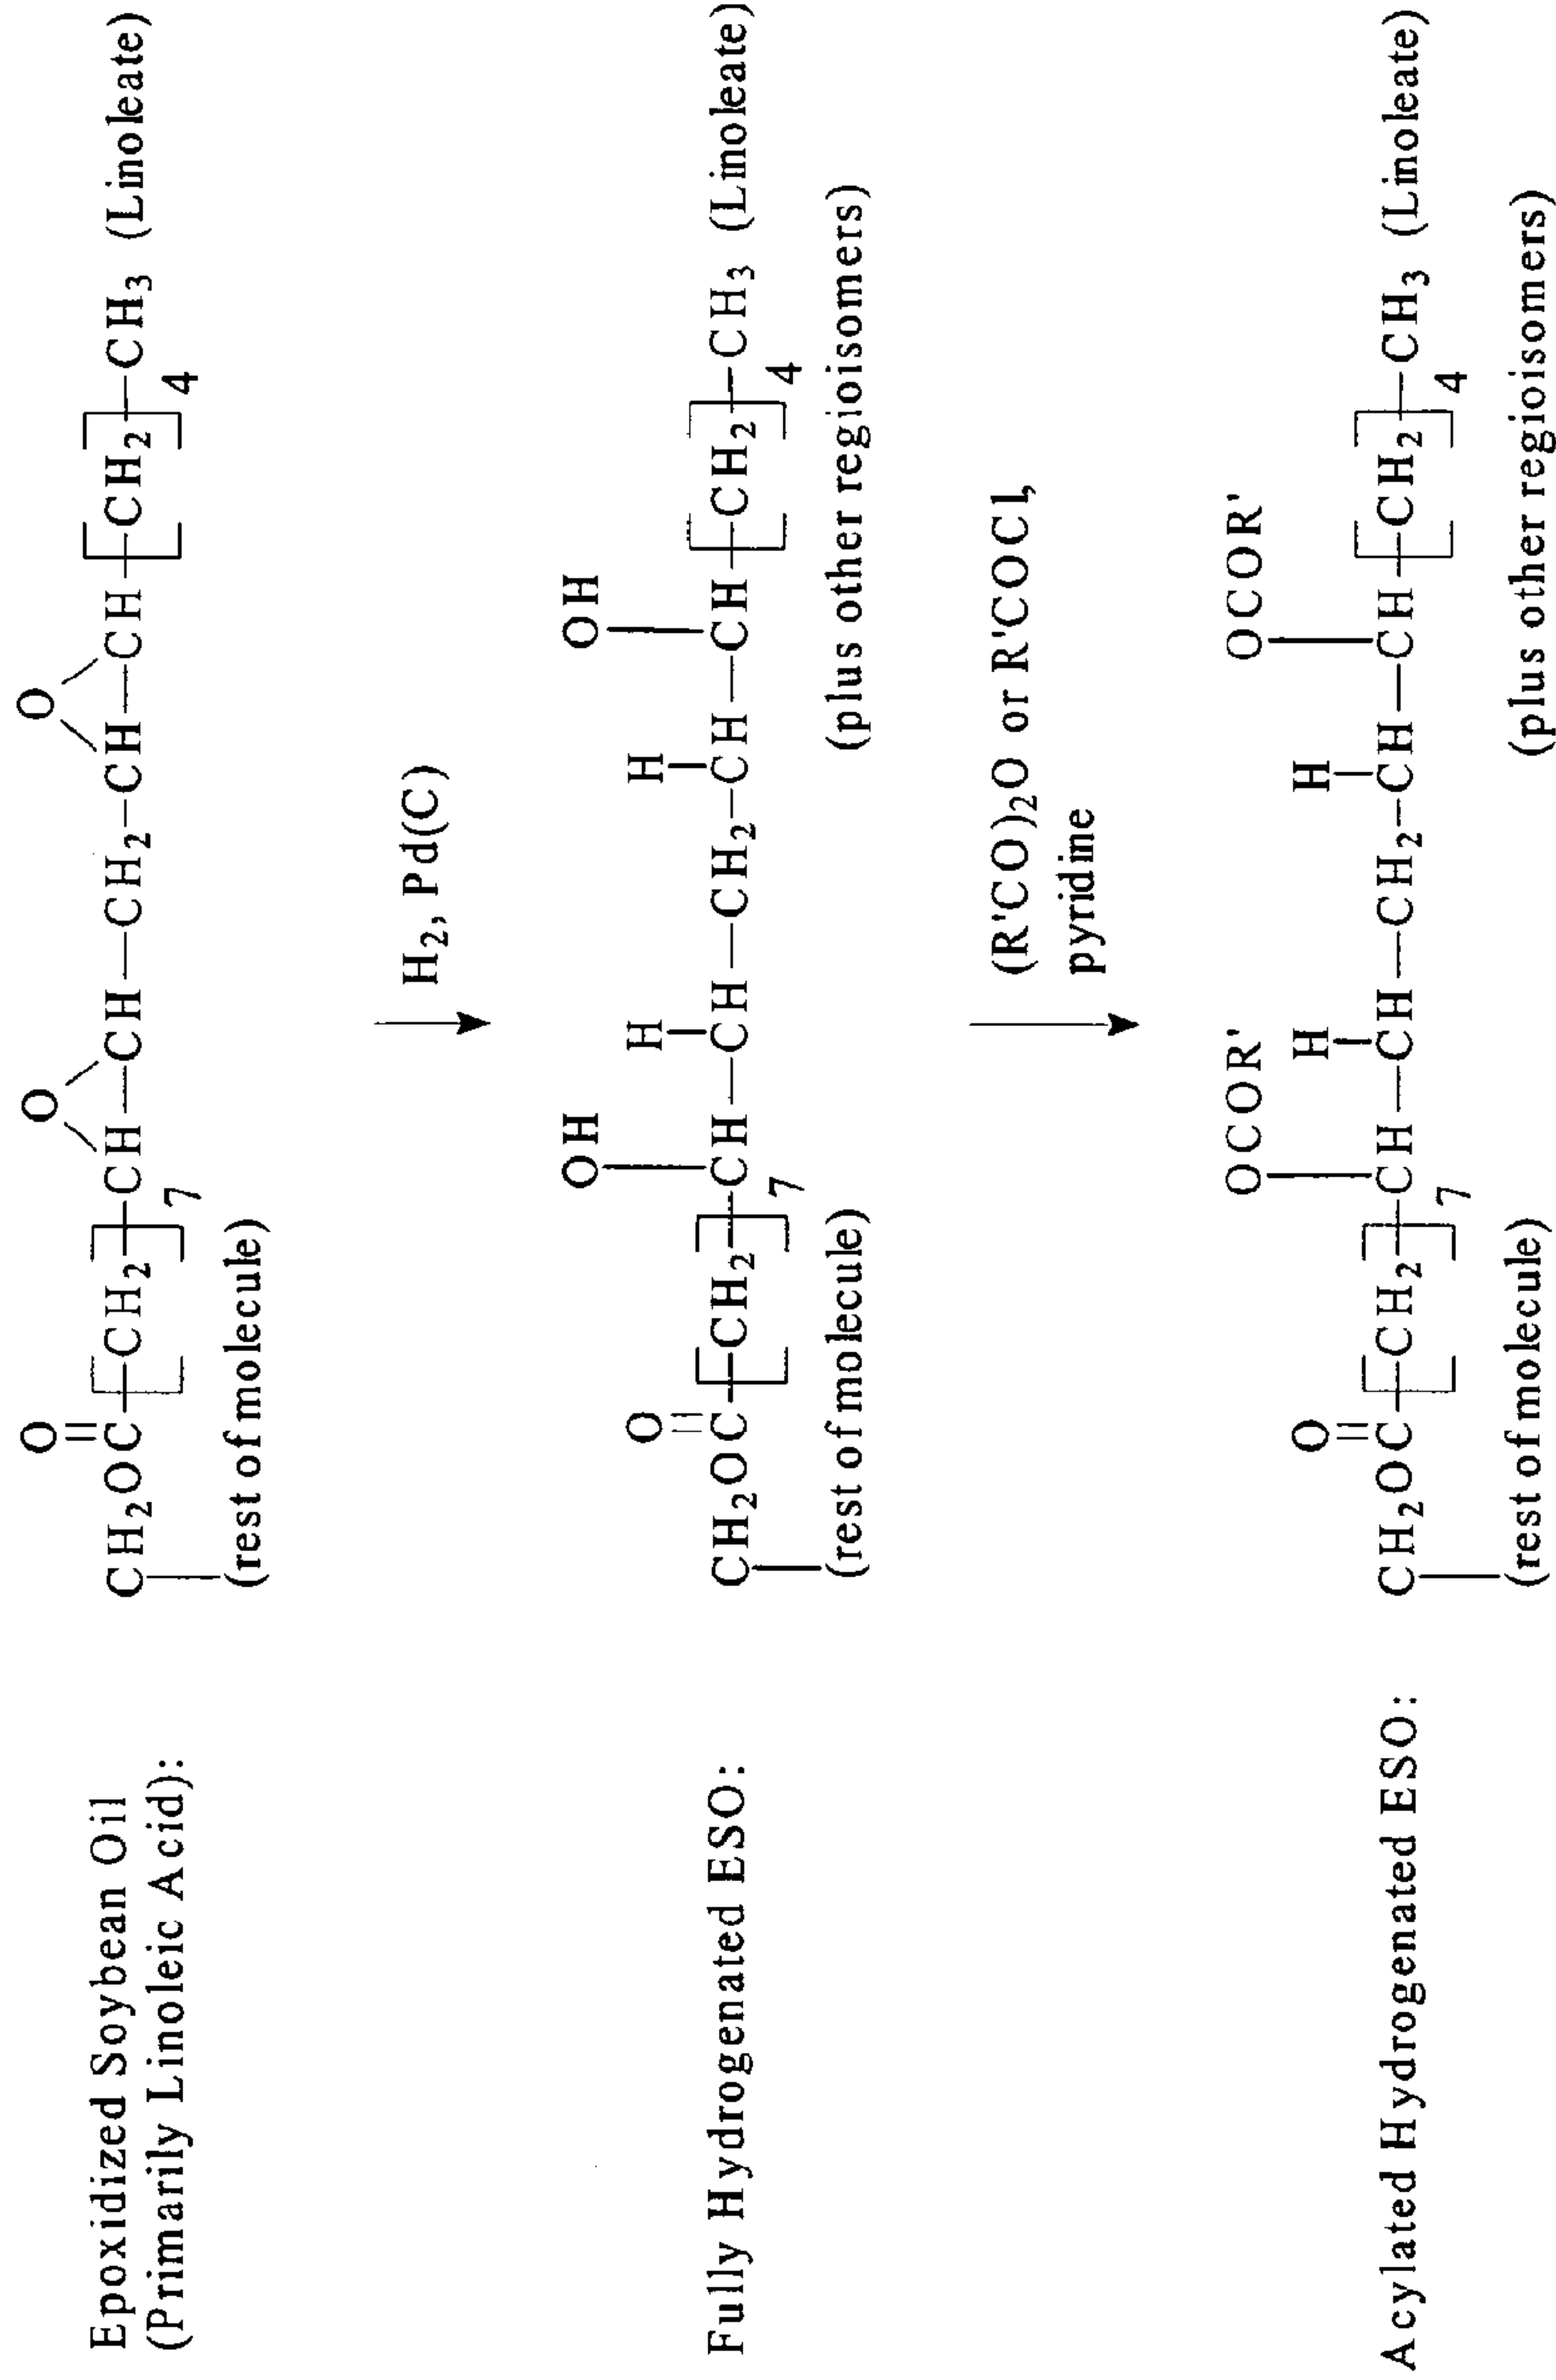 Epoxidized Soybean Oil
(Primarily Linoleic Acid):
O O O
CH₂OC–[CH₂]₇–CH–CH–CH₂–CH–CH–[CH₂]₄–CH₃ (Linoleate)
(rest of molecule)
H₂, Pd(C)
Fully Hydrogenated ESO:
OH OH
O H H
CH₂OC–[CH₂]₇–CH–CH–CH₂–CH–CH–[CH₂]₄–CH₃ (Linoleate)
(rest of molecule) (plus other regioisomers)
(R'CO)₂O or R'COCl,
pyridine
Acylated Hydrogenated ESO:
OCOR' OCOR'
O H H
CH₂OC–[CH₂]₇–CH–CH–CH₂–CH–CH–[CH₂]₄–CH₃ (Linoleate)
(rest of molecule) (plus other regioisomers)